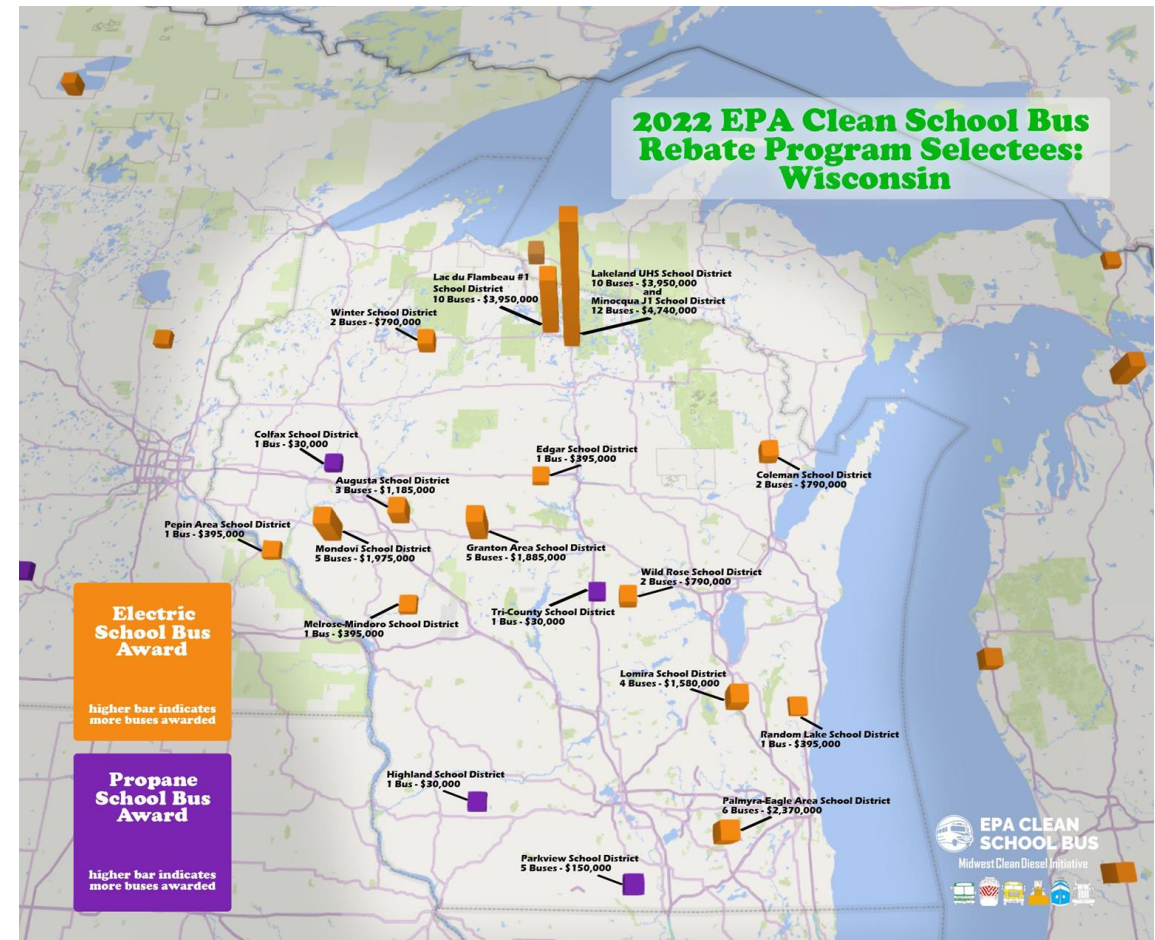 2022 EPA Clean School Bus
Rebate Program Selectees:
Wisconsin
Lac du Flambeau #1
School District
10 Buses - $3,950,000
Lakeland UHS School District
10 Buses - $3,950,000
and
Minocqua J1 School District
12 Buses - $4,740,000
Winter School District
2 Buses - $790,000
Colfax School District
1 Bus - $30,000
Edgar School District
1 Bus - $395,000
Coleman School District
2 Buses - $790,000
Augusta School District
3 Buses - $1,185,000
Pepin Area School District
1 Bus - $395,000
Mondovi School District
5 Buses - $1,975,000
Granton Area School District
5 Buses - $1,885,000
Wild Rose School District
2 Buses - $790,000
Tri-County School District
1 Bus - $30,000
Melrose-Mindoro School District
1 Bus - $395,000
Electric
School Bus
Award
higher bar indicates
more buses awarded
Lomira School District
4 Buses - $1,580,000
Random Lake School District
1 Bus - $395,000
Propane
School Bus
Award
higher bar indicates
more buses awarded
Highland School District
1 Bus - $30,000
Palmyra-Eagle Area School District
6 Buses - $2,370,000
Parkview School District
5 Buses - $150,000
EPA CLEAN
SCHOOL BUS
Midwest Clean Diesel Initiative